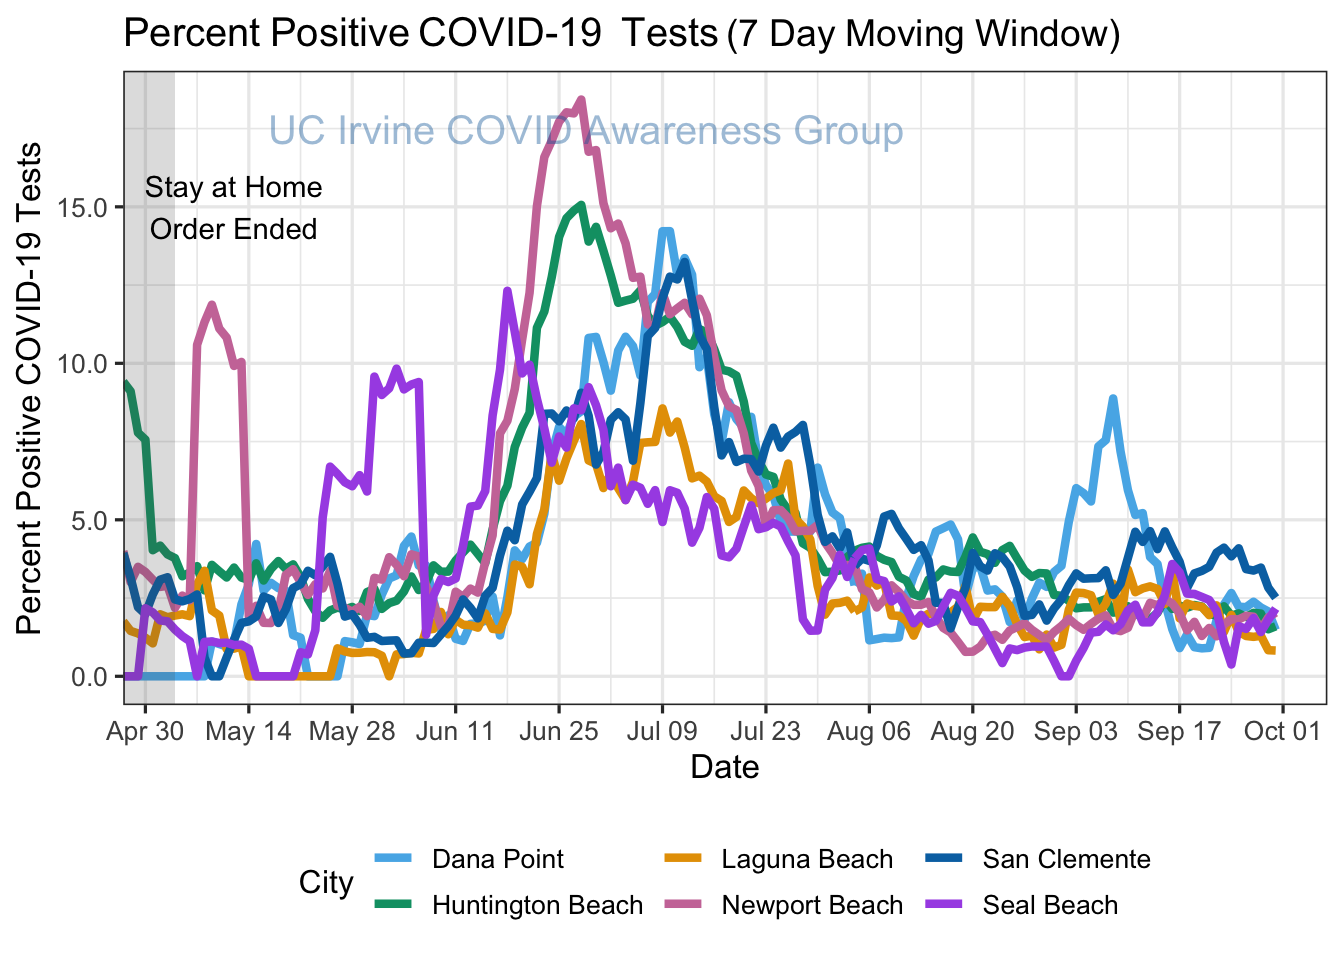 Percent Positive COVID-19  Tests (7 Day Moving Window)
UC Irvine COVID Awareness Group
Stay at Home
Order Ended
Percent Positive COVID-19 Tests
15.0
10.0
5.0
0.0
Apr 30 May 14 May 28 Jun 11 Jun 25 Jul 09 Jul 23 Aug 06 Aug 20 Sep 03 Sep 17 Oct 01
Date
City
Dana Point Laguna Beach San Clemente
Huntington Beach Newport Beach Seal Beach